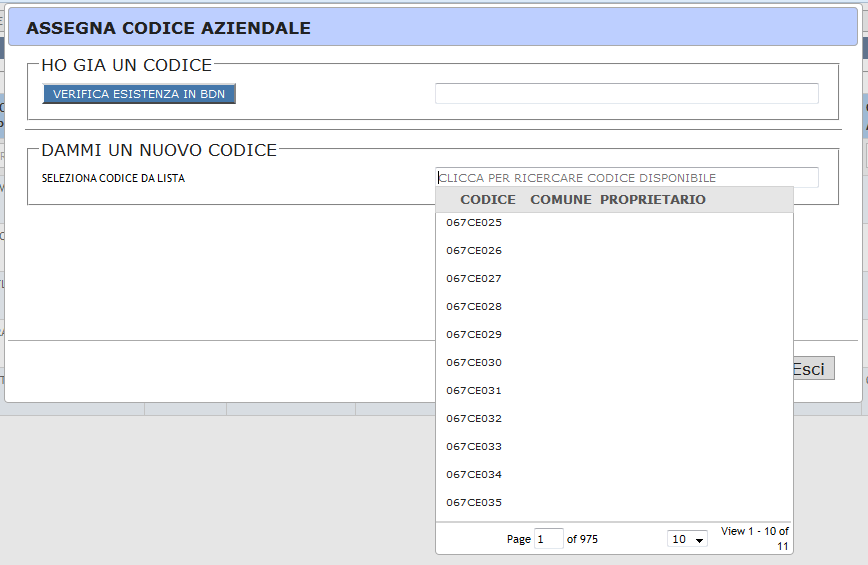 ASSEGNA CODICE AZIENDALE
HO GIA UN CODICE
VERIFICA ESISTENZA IN BDN
DAMMI UN NUOVO CODICE
SELEZIONA CODICE DA LISTA
CLICCA PER RICERCARE CODICE DISPONIBILE
CODICE COMUNE PROPRIETARIO
067CE025
067CE026
067CE027
067CE028
067CE029
067CE030
067CE031
067CE032
067CE033
067CE034
067CE035
Esci
Page 1 of 975 10 View 1 - 10 of
11